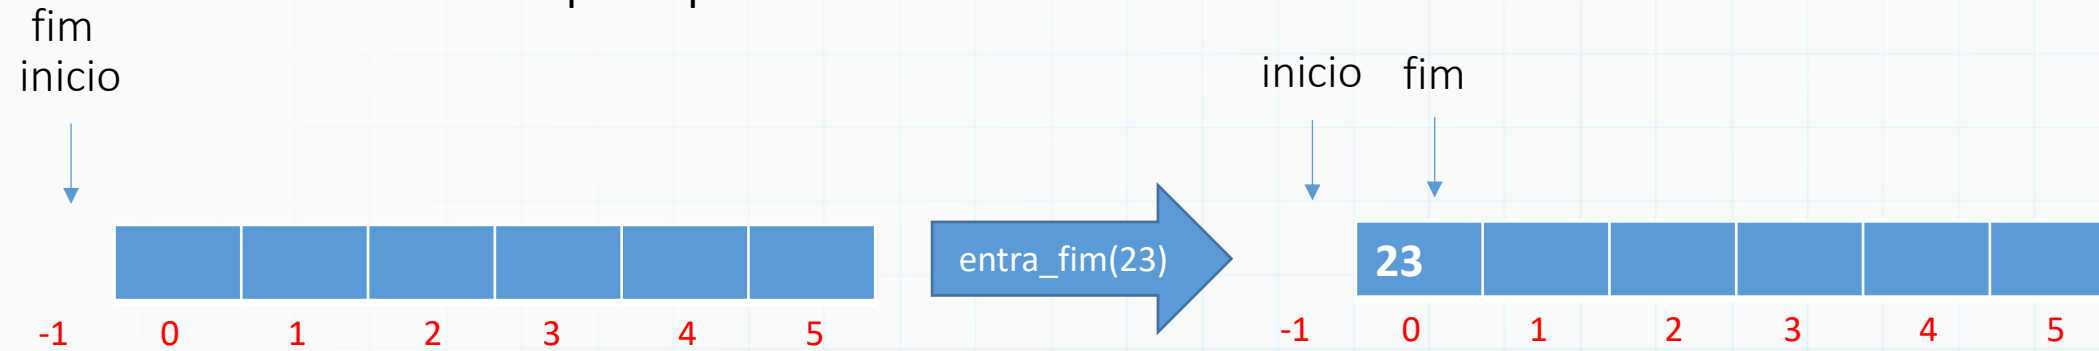 fim
inicio
inicio fim
entra_fim(23)
23
-1 0 1 2 3 4 5
-1 0 1 2 3 4 5